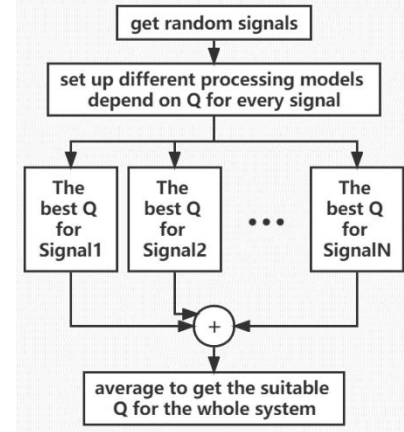 get random signals
set up different processing models
depend on Q for every signal
The
best Q
for
Signal1
The
best Q
for
Signal2
•••
The
best Q
for
SignalN
+
average to get the suitable
Q for the whole system